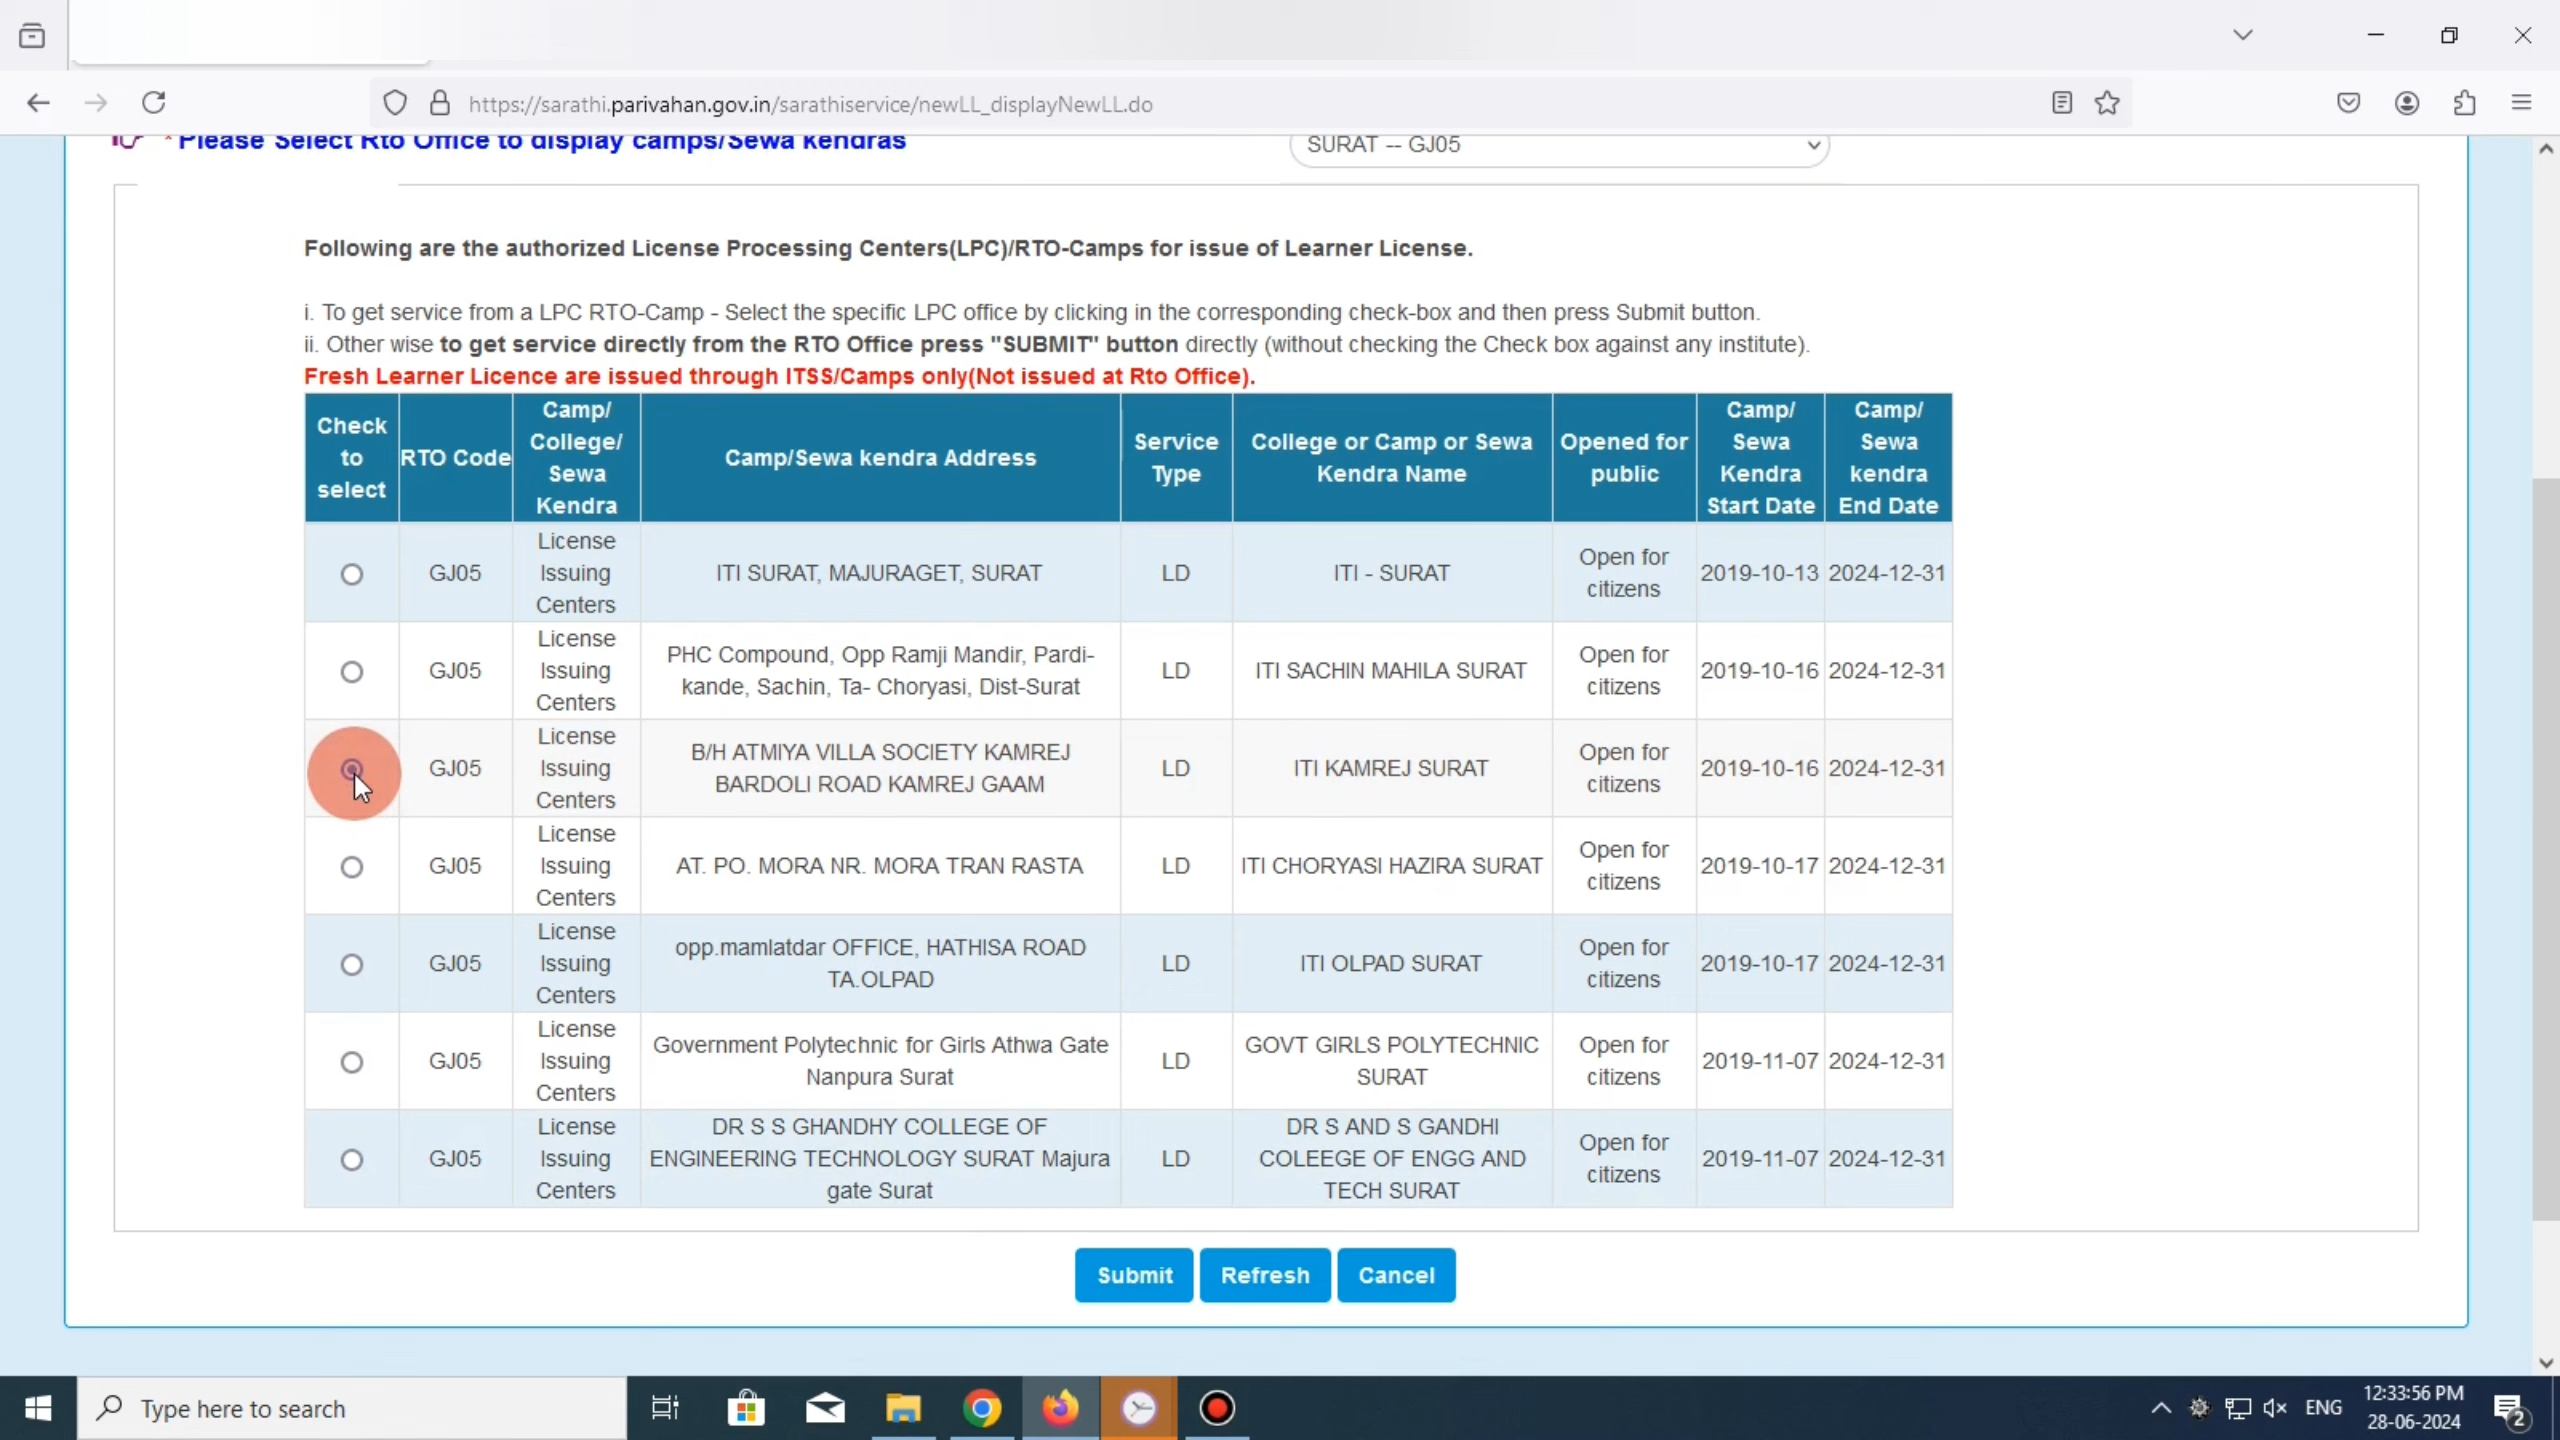 https://sarathi.parivahan.gov.in/sarathiservice/newLL_displayNewLL.do
* Please Select Rto Office to display camps/Sewa kendras
SURAT -- GJ05
Following are the authorized License Processing Centers(LPC)/RTO-Camps for issue of Learner License.
i. To get service from a LPC RTO-Camp - Select the specific LPC office by clicking in the corresponding check-box and then press Submit button.
ii. Other wise to get service directly from the RTO Office press "SUBMIT" button directly (without checking the Check box against any institute).
Fresh Learner Licence are issued through ITSS/Camps only(Not issued at Rto Office).
Check
to
select
RTO Code
Camp/
College/
Sewa
Kendra
Camp/Sewa kendra Address
Service
Type
College or Camp or Sewa
Kendra Name
Opened for
public
Camp/
Sewa
Kendra
Start Date
Camp/
Sewa
kendra
End Date
GJ05
License
Issuing
Centers
ITI SURAT, MAJURAGET, SURAT
LD
ITI - SURAT
Open for
citizens
2019-10-13
2024-12-31
GJ05
License
Issuing
Centers
PHC Compound, Opp Ramji Mandir, Pardi-
kande, Sachin, Ta- Choryasi, Dist-Surat
LD
ITI SACHIN MAHILA SURAT
Open for
citizens
2019-10-16
2024-12-31
GJ05
License
Issuing
Centers
B/H ATMIYA VILLA SOCIETY KAMREJ
BARDOLI ROAD KAMREJ GAAM
LD
ITI KAMREJ SURAT
Open for
citizens
2019-10-16
2024-12-31
GJ05
License
Issuing
Centers
AT. PO. MORA NR. MORA TRAN RASTA
LD
ITI CHORYASI HAZIRA SURAT
Open for
citizens
2019-10-17
2024-12-31
GJ05
License
Issuing
Centers
opp.mamlatdar OFFICE, HATHISA ROAD
TA.OLPAD
LD
ITI OLPAD SURAT
Open for
citizens
2019-10-17
2024-12-31
GJ05
License
Issuing
Centers
Government Polytechnic for Girls Athwa Gate
Nanpura Surat
LD
GOVT GIRLS POLYTECHNIC
SURAT
Open for
citizens
2019-11-07
2024-12-31
GJ05
License
Issuing
Centers
DR S S GHANDHY COLLEGE OF
ENGINEERING TECHNOLOGY SURAT Majura
gate Surat
LD
DR S AND S GANDHI
COLEEGE OF ENGG AND
TECH SURAT
Open for
citizens
2019-11-07
2024-12-31
Submit
Refresh
Cancel
Type here to search
ENG
12:33:56 PM
28-06-2024
2